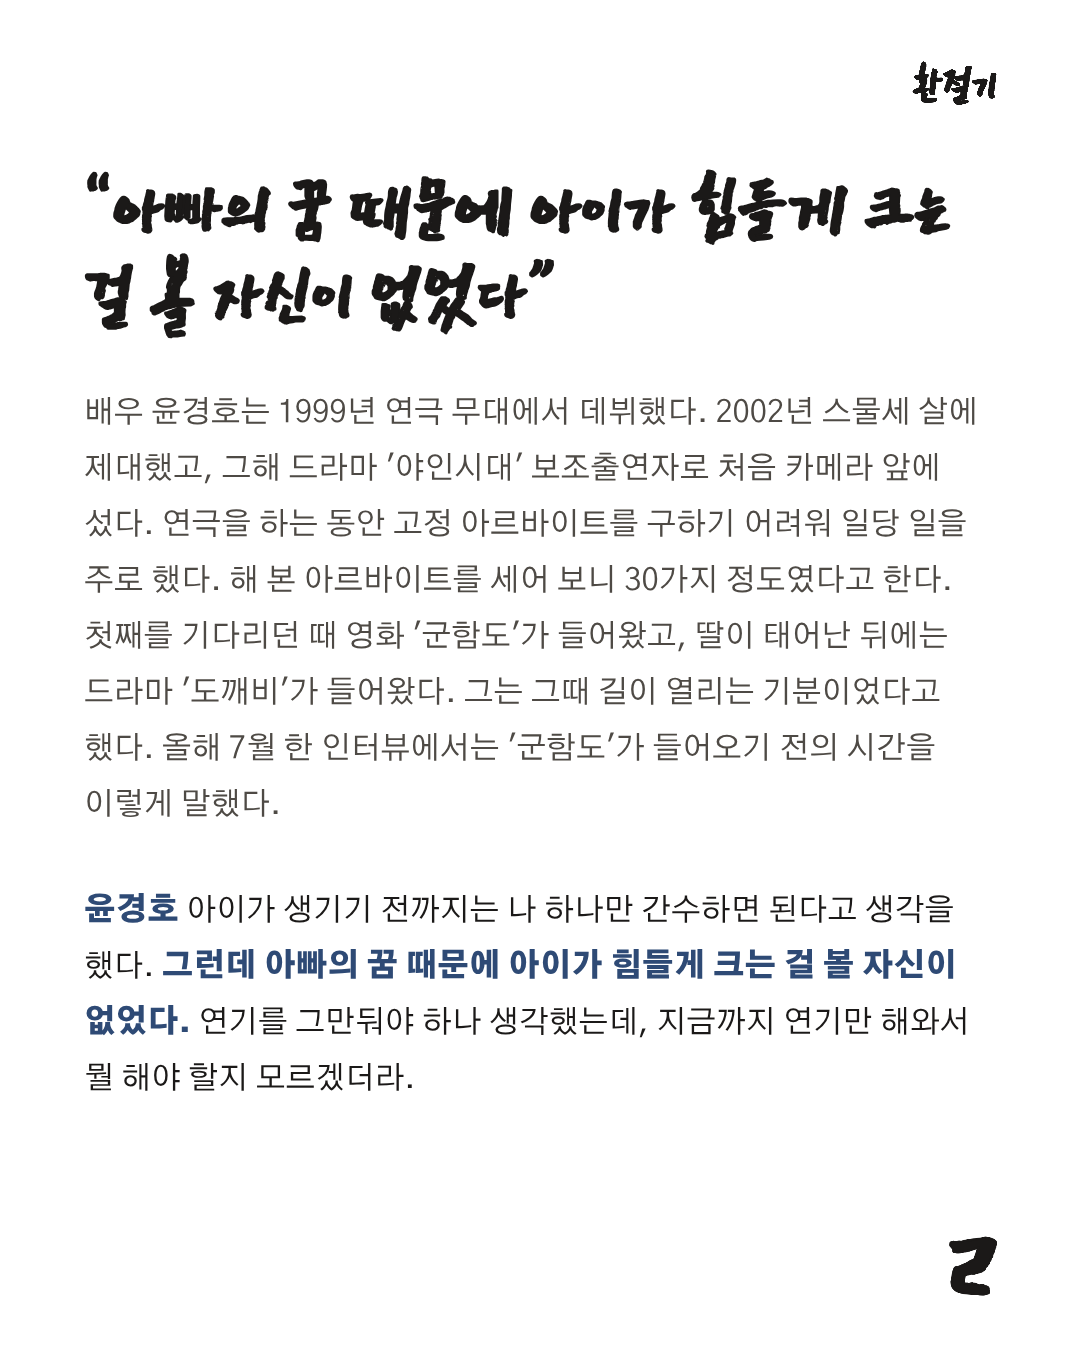 환절기
“아빠의 꿈 때문에 아이가 힘들게 크는
걸 볼 자신이 없었다”
배우 윤경호는 1999년 연극 무대에서 데뷔했다. 2002년 스물세 살에
제대했고, 그해 드라마 '야인시대' 보조출연자로 처음 카메라 앞에
섰다. 연극을 하는 동안 고정 아르바이트를 구하기 어려워 일당 일을
주로 했다. 해 본 아르바이트를 세어 보니 30가지 정도였다고 한다.
첫째를 기다리던 때 영화 '군함도'가 들어왔고, 딸이 태어난 뒤에는
드라마 '도깨비'가 들어왔다. 그는 그때 길이 열리는 기분이었다고
했다. 올해 7월 한 인터뷰에서는 '군함도'가 들어오기 전의 시간을
이렇게 말했다.
윤경호 아이가 생기기 전까지는 나 하나만 간수하면 된다고 생각을
했다. 그런데 아빠의 꿈 때문에 아이가 힘들게 크는 걸 볼 자신이
없었다. 연기를 그만둬야 하나 생각했는데, 지금까지 연기만 해와서
뭘 해야 할지 모르겠더라.
2